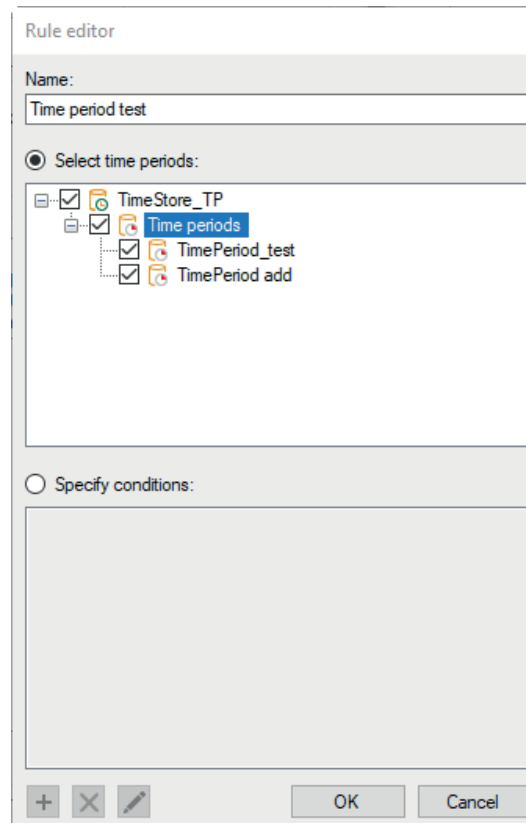 Rule editor
Name:
Time period test
Select time periods:
TimeStore_TP
Time periods
TimePeriod_test
TimePeriod add
Specify conditions:
OK
Cancel